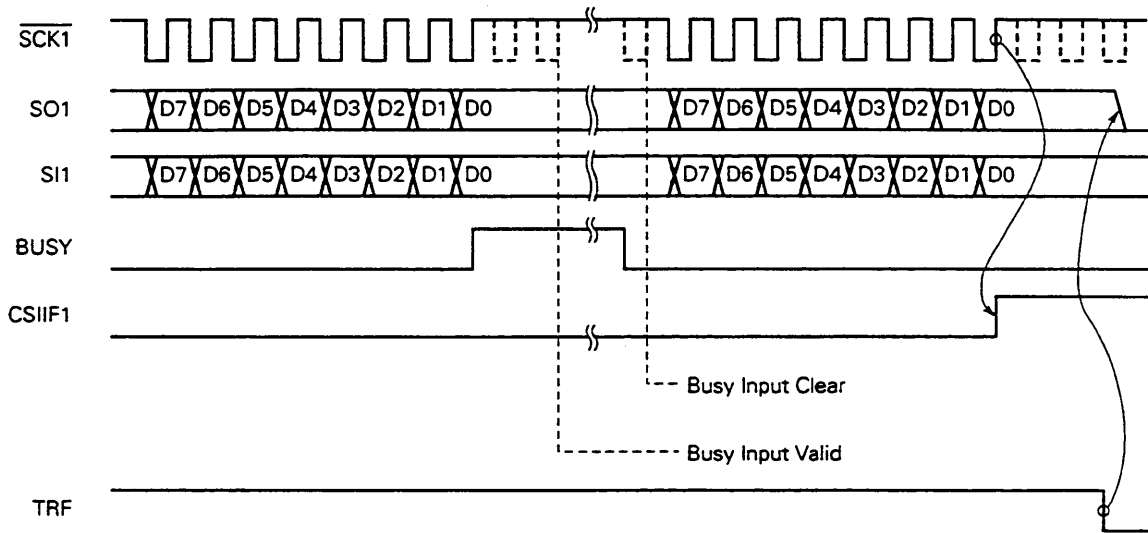 SCK1
SO1 D7 D6 D5 D4 D3 D2 D1 D0 D7 D6 D5 D4 D3 D2 D1 D0
SI1 D7 D6 D5 D4 D3 D2 D1 D0 D7 D6 D5 D4 D3 D2 D1 D0
BUSY
CSIIF1
Busy Input Clear
Busy Input Valid
TRF